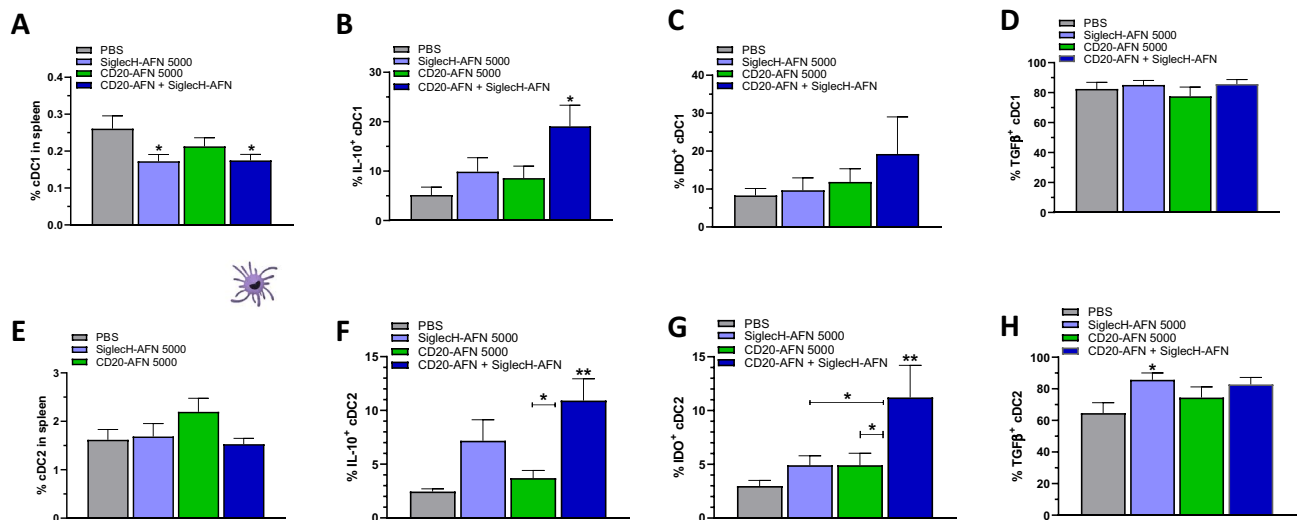 A
PBS
SiglecH-AFN 5000
CD20-AFN 5000
CD20-AFN + SiglecH-AFN
% cDC1 in spleen
0.4
0.3
0.2
0.1
0.0
*
*
B
PBS
SiglecH-AFN 5000
CD20-AFN 5000
CD20-AFN + SiglecH-AFN
% IL-10⁺ cDC1
30
20
10
0
*
C
PBS
SiglecH-AFN 5000
CD20-AFN 5000
CD20-AFN + SiglecH-AFN
% IDO⁺ cDC1
40
30
20
10
0
D
PBS
SiglecH-AFN 5000
CD20-AFN 5000
CD20-AFN + SiglecH-AFN
% TGFβ⁺ cDC1
100
80
60
40
20
0
E
PBS
SiglecH-AFN 5000
CD20-AFN 5000
% cDC2 in spleen
3
2
1
0
F
PBS
SiglecH-AFN 5000
CD20-AFN 5000
CD20-AFN + SiglecH-AFN
% IL-10⁺ cDC2
15
10
5
0
*
**
G
PBS
SiglecH-AFN 5000
CD20-AFN 5000
CD20-AFN + SiglecH-AFN
% IDO⁺ cDC2
15
10
5
0
*
*
**
H
PBS
SiglecH-AFN 5000
CD20-AFN 5000
CD20-AFN + SiglecH-AFN
% TGFβ⁺ cDC2
100
80
60
40
20
0
*